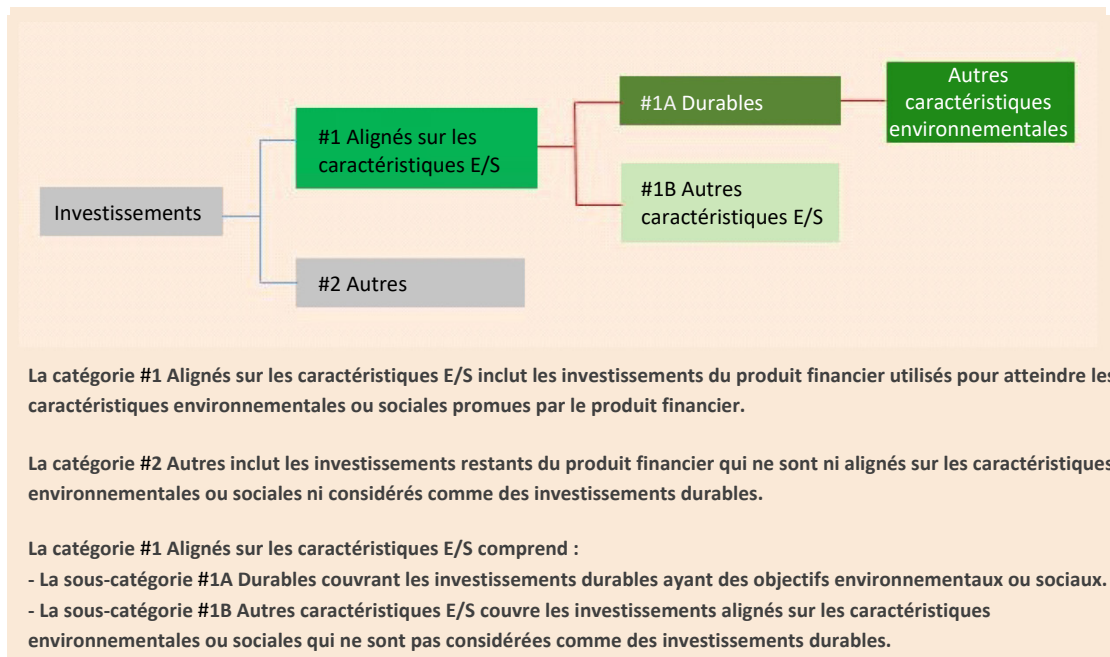 Autres
caractéristiques
environnementales
#1A Durables
#1 Alignés sur les
caractéristiques E/S
#1B Autres
caractéristiques E/S
Investissements
#2 Autres
La catégorie #1 Alignés sur les caractéristiques E/S inclut les investissements du produit financier utilisés pour atteindre les
caractéristiques environnementales ou sociales promues par le produit financier.
La catégorie #2 Autres inclut les investissements restants du produit financier qui ne sont ni alignés sur les caractéristiques
environnementales ou sociales ni considérés comme des investissements durables.
La catégorie #1 Alignés sur les caractéristiques E/S comprend :
- La sous-catégorie #1A Durables couvrant les investissements durables ayant des objectifs environnementaux ou sociaux.
- La sous-catégorie #1B Autres caractéristiques E/S couvre les investissements alignés sur les caractéristiques
environnementales ou sociales qui ne sont pas considérées comme des investissements durables.